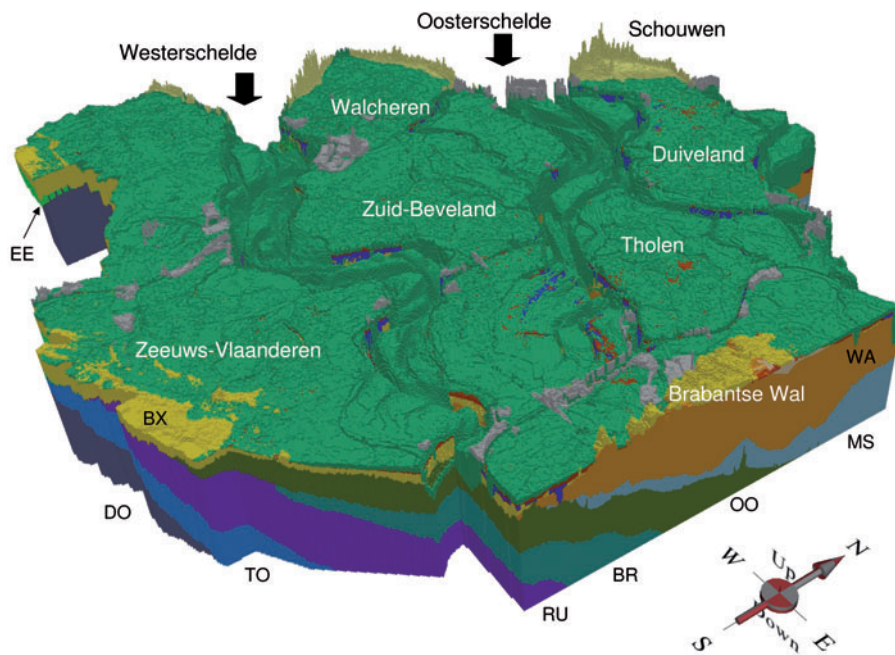 Oosterschelde
Westerschelde
Schouwen
Walcheren
Duiveland
Zuid-Beveland
EE
Tholen
Zeeuws-Vlaanderen
WA
Brabantse Wal
BX
MS
DO
OO
TO
BR
RU
N
W
Up
Down
S
E